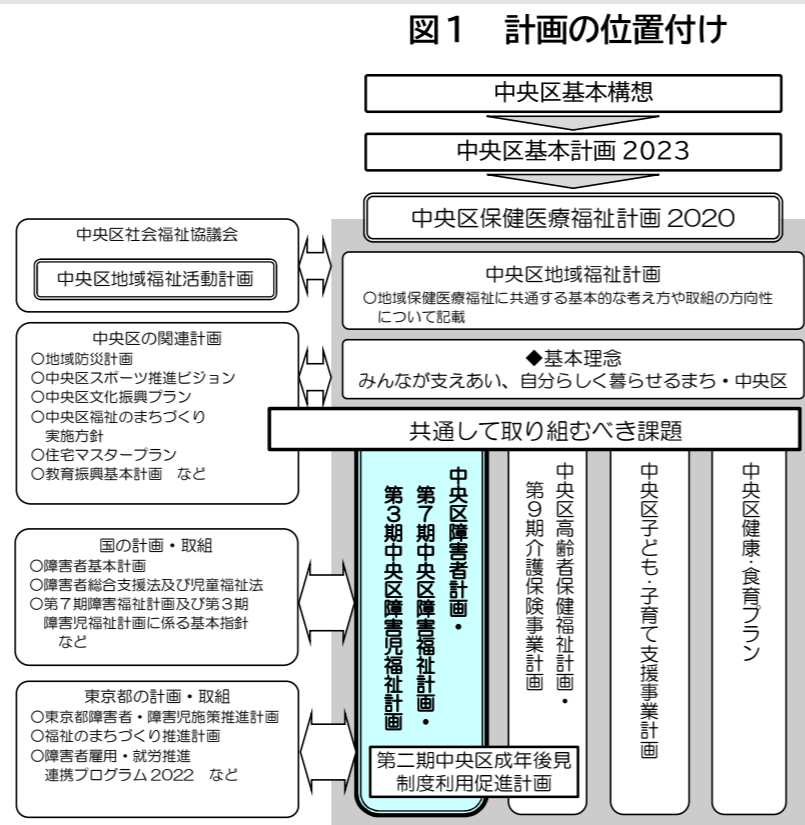 図1　計画の位置付け
中央区基本構想
中央区基本計画 2023
中央区保健医療福祉計画 2020
中央区社会福祉協議会
中央区地域福祉活動計画
中央区地域福祉計画
○地域保健医療福祉に共通する基本的な考え方や取組の方向性
について記載
中央区の関連計画
○地域防災計画
○中央区スポーツ推進ビジョン
○中央区文化振興プラン
○中央区福祉のまちづくり
実施方針
○住宅マスタープラン
○教育振興基本計画　など
◆基本理念
みんなが支えあい、自分らしく暮らせるまち・中央区
共通して取り組むべき課題
国の計画・取組
○障害者基本計画
○障害者総合支援法及び児童福祉法
○第7期障害福祉計画及び第3期
障害児福祉計画に係る基本指針
など
東京都の計画・取組
○東京都障害者・障害児施策推進計画
○福祉のまちづくり推進計画
○障害者雇用・就労推進
連携プログラム 2022　など
中央区障害者計画・
第7期中央区障害福祉計画・
第3期中央区障害児福祉計画
第二期中央区成年後見
制度利用促進計画
中央区高齢者保健福祉計画・
第9期介護保険事業計画
中央区子ども・子育て支援事業計画
中央区健康・食育プラン